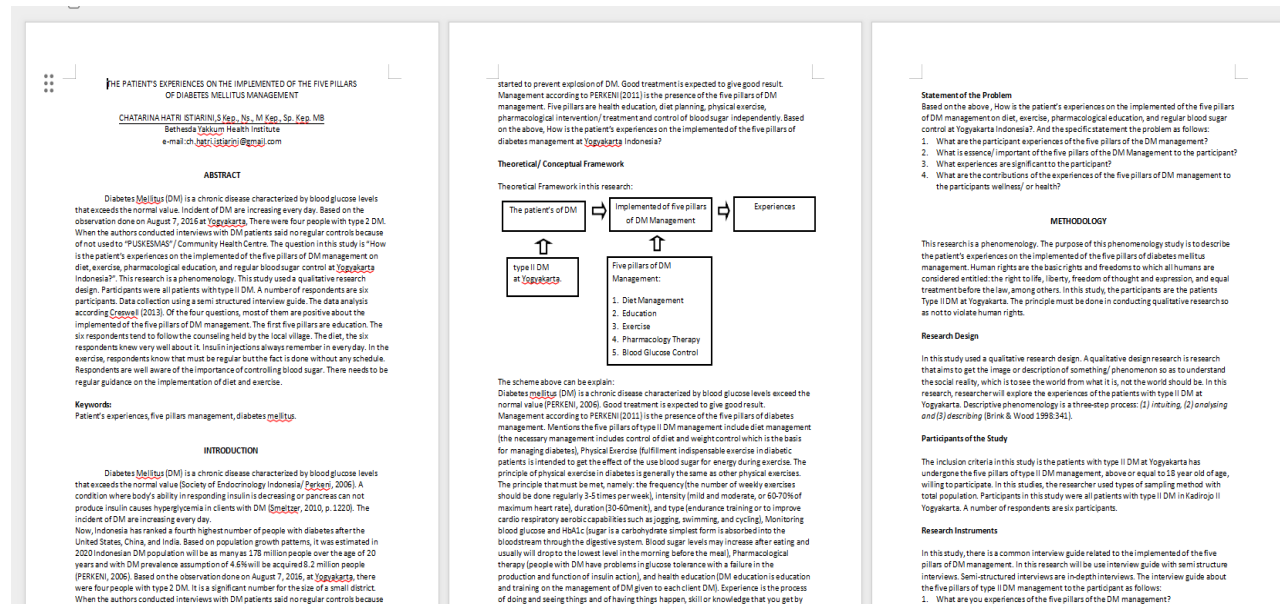 THE PATIENT'S EXPERIENCES ON THE IMPLEMENTED OF THE FIVE PILLARS
OF DIABETES MELLITUS MANAGEMENT
CHATARINA HATRI ISTIARINI,S Kep., Ns., M Kep., Sp. Kep. MB
Bethesda Yakkum Health Institute
e-mail:ch.hatri.istiarini@gmail.com
ABSTRACT
Diabetes Mellitus (DM) is a chronic disease characterized by blood glucose levels
that exceeds the normal value. Incident of DM are increasing every day. Based on the
observation done on August 7, 2016 at Yogyakarta, There were four people with type 2 DM.
When the authors conducted interviews with DM patients said no regular controls because
of not used to "PUSKESMAS"/ Community Health Centre. The question in this study is "How
is the patient's experiences on the implemented of the five pillars of DM management on
diet, exercise, pharmacological education, and regular blood sugar control at Yogyakarta
Indonesia?". This research is a phenomenology. This study used a qualitative research
design. Participants were all patients with type II DM. A number of respondents are six
participants. Data collection using a semi structured interview guide. The data analysis
according Creswell (2013). Of the four questions, most of them are positive about the
implemented of the five pillars of DM management. The first five pillars are education. The
six respondents tend to follow the counseling held by the local village. The diet, the six
respondents knew very well about it. Insulin injections always remember in every day. In the
exercise, respondents know that must be regular but the fact is done without any schedule.
Respondents are well aware of the importance of controlling blood sugar. There needs to be
regular guidance on the implementation of diet and exercise.
Keywords:
Patient's experiences, five pillars management, diabetes mellitus.
INTRODUCTION
Diabetes Mellitus (DM) is a chronic disease characterized by blood glucose levels
that exceeds the normal value (Society of Endocrinology Indonesia/ Perkeni, 2006). A
condition where body's ability in responding insulin is decreasing or pancreas can not
produce insulin causes hyperglycemia in clients with DM (Smeltzer, 2010, p.1220). The
incident of DM are increasing every day.
Now, Indonesia has ranked a fourth highest number of people with diabetes after the
United States, China, and India. Based on population growth patterns, it was estimated in
2020 Indonesian DM population will be as many as 178 million people over the age of 20
years and with DM prevalence assumption of 4.6% will be acquired 8.2 million people
(PERKENI, 2006). Based on the observation done on August 7, 2016, at Yogyakarta, there
were four people with type 2 DM. It is a significant number for the size of a small district.
When the authors conducted interviews with DM patients said no regular controls because
started to prevent explosion of DM. Good treatment is expected to give good result.
Management according to PERKENI (2011) is the presence of the five pillars of DM
management. Five pillars are health education, diet planning, physical exercise,
pharmacological intervention/ treatment and control of blood sugar independently. Based
on the above, How is the patient's experiences on the implemented of the five pillars of
diabetes management at Yogyakarta Indonesia?
Theoretical/ Conceptual Framework
Theoretical Framework in this research:
The patient's of DM
Implemented of five pillars
of DM Management
Experiences
type II DM
at Yogyakarta.
Five pillars of DM
Management:
1. Diet Management
2. Education
3. Exercise
4. Pharmacology Therapy
5. Blood Glucose Control
The scheme above can be explain:
Diabetes mellitus (DM) is a chronic disease characterized by blood glucose levels exceed the
normal value (PERKENI, 2006). Good treatment is expected to give good result.
Management according to PERKENI (2011) is the presence of the five pillars of diabetes
management. Mentions the five pillars of type II DM management include diet management
(the necessary management includes control of diet and weight control which is the basis
for managing diabetes), Physical Exercise (fulfillment indispensable exercise in diabetic
patients is intended to get the effect of the use blood sugar for energy during exercise. The
principle of physical exercise in diabetes is generally the same as other physical exercises.
The principle that must be met, namely: the frequency (the number of weekly exercises
should be done regularly 3-5 times per week), intensity (mild and moderate, or 60-70% of
maximum heart rate), duration (30-60menit), and type (endurance training or to improve
cardio respiratory aerobic capabilities such as jogging, swimming, and cycling), Monitoring
blood glucose and HbA1c (sugar is a carbohydrate simplest form is absorbed into the
bloodstream through the digestive system. Blood sugar levels may increase after eating and
usually will drop to the lowest level in the morning before the meal), Pharmacological
therapy (people with DM have problems in glucose tolerance with a failure in the
production and function of insulin action), and health education (DM education is education
and training on the management of DM given to each client DM). Experience is the process
of doing and seeing things and of having things happen, skill or knowledge that you get by
Statement of the Problem
Based on the above , How is the patient's experiences on the implemented of the five pillars
of DM management on diet, exercise, pharmacological education, and regular blood sugar
control at Yogyakarta Indonesia?. And the specific statement the problem as follows:
1. What are the participant experiences of the five pillars of the DM management?
2. What is essence/ important of the five pillars of the DM Management to the participant?
3. What experiences are significant to the participant?
4. What are the contributions of the experiences of the five pillars of DM management to
the participants wellness/ or health?
METHODOLOGY
This research is a phenomenology. The purpose of this phenomenology study is to describe
the patient's experiences on the implemented of the five pillars of diabetes mellitus
management. Human rights are the basic rights and freedoms to which all humans are
considered entitled: the right to life, liberty, freedom of thought and expression, and equal
treatment before the law, among others. In this study, the participants are the patients
Type II DM at Yogyakarta. The principle must be done in conducting qualitative research so
as not to violate human rights.
Research Design
In this study used a qualitative research design. A qualitative design research is research
that aims to get the image or description of something/ phenomenon so as to understand
the social reality, which is to see the world from what it is, not the world should be. In this
research, researcher will explore the experiences of the patients with type II DM at
Yogyakarta. Descriptive phenomenology is a three-step process: (1) intuiting, (2) analysing
and (3) describing (Brink & Wood 1998:341).
Participants of the Study
The inclusion criteria in this study is the patients with type II DM at Yogyakarta has
undergone the five pillars of type II DM management, above or equal to 18 year old of age,
willing to participate. In this studies, the researcher used types of sampling method with
total population. Participants in this study were all patients with type II DM in Kadirojo II
Yogyakarta. A number of respondents are six participants.
Research Instruments
In this study, there is a common interview guide related to the implemented of the five
pillars of DM management. In this research will be use interview guide with semi structure
interviews. Semi-structured interviews are in-depth interviews. The interview guide about
the five pillars of type II DM management to the participant as follows:
1. What are you experiences of the five pillars of the DM management?